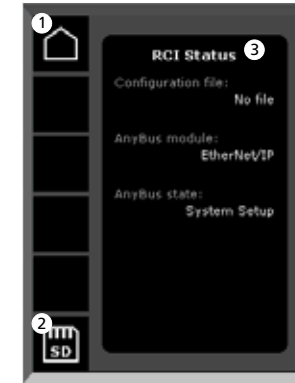 1
RCI Status 3
Configuration file:
No file
AnyBus module:
EtherNet/IP
AnyBus state:
System Setup
2
SD